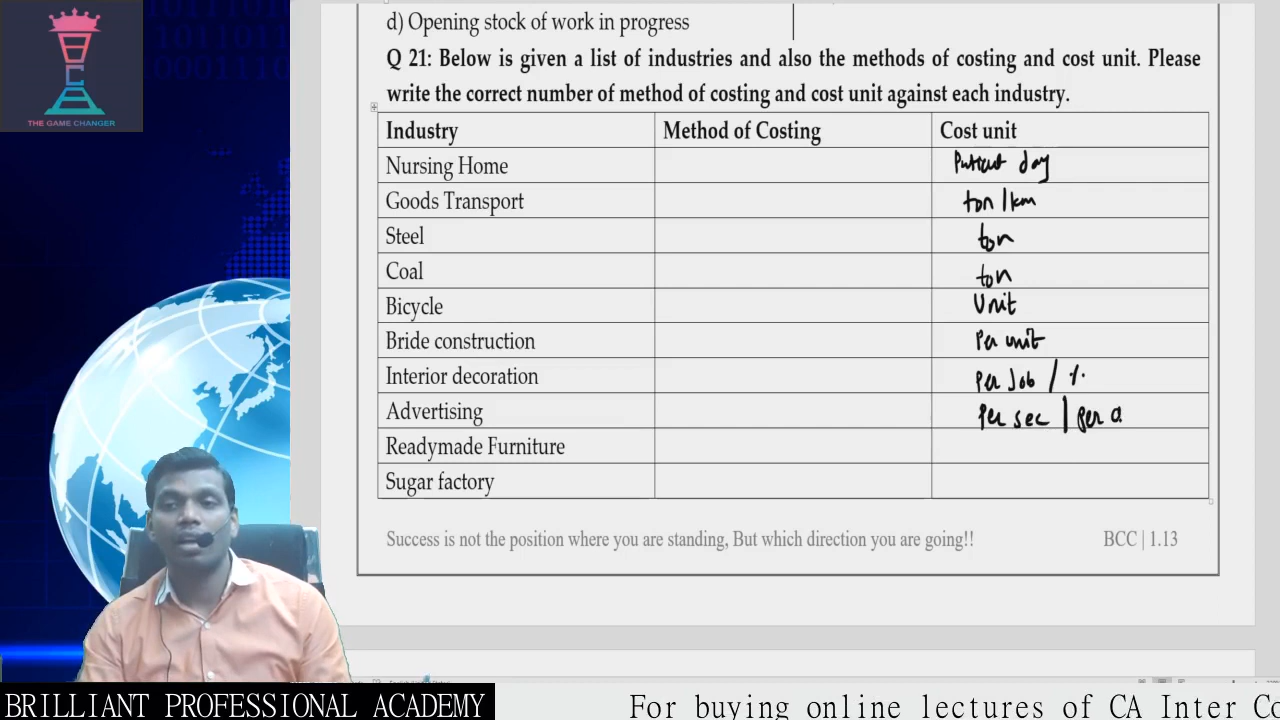 d) Opening stock of work in progress
Q 21: Below is given a list of industries and also the methods of costing and cost unit. Please
write the correct number of method of costing and cost unit against each industry.
Industry Method of Costing Cost unit
Nursing Home day
Goods Transport ton/km
Steel ton
Coal ton
Bicycle Unit
Bride construction Per unit
Interior decoration per Job / %
Advertising Per sec | per a
Readymade Furniture
Sugar factory
Success is not the position where you are standing, But which direction you are going!! BCC | 1.13
THE GAME CHANGER
BRILLIANT PROFESSIONAL ACADEMY For buying online lectures of CA Inter Co